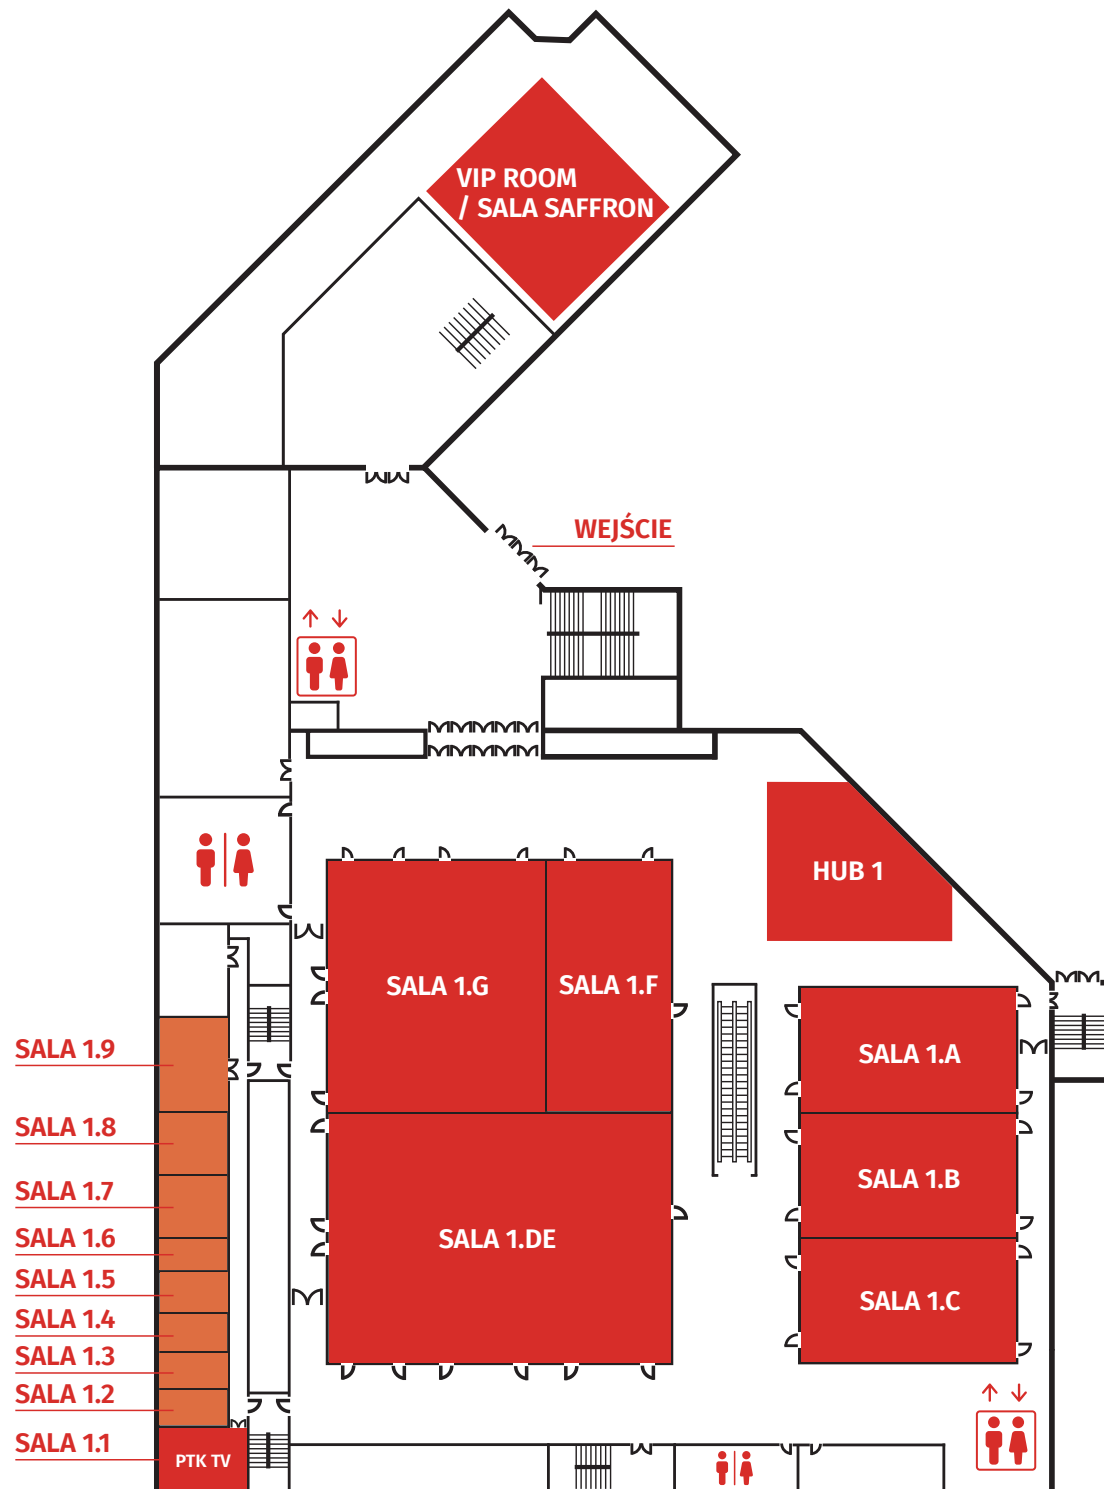 VIP ROOM
/ SALA SAFFRON
WEJŚCIE
HUB 1
SALA 1.G
SALA 1.F
SALA 1.A
SALA 1.9
SALA 1.8
SALA 1.B
SALA 1.7
SALA 1.6
SALA 1.DE
SALA 1.5
SALA 1.C
SALA 1.4
SALA 1.3
SALA 1.2
SALA 1.1
PTK TV